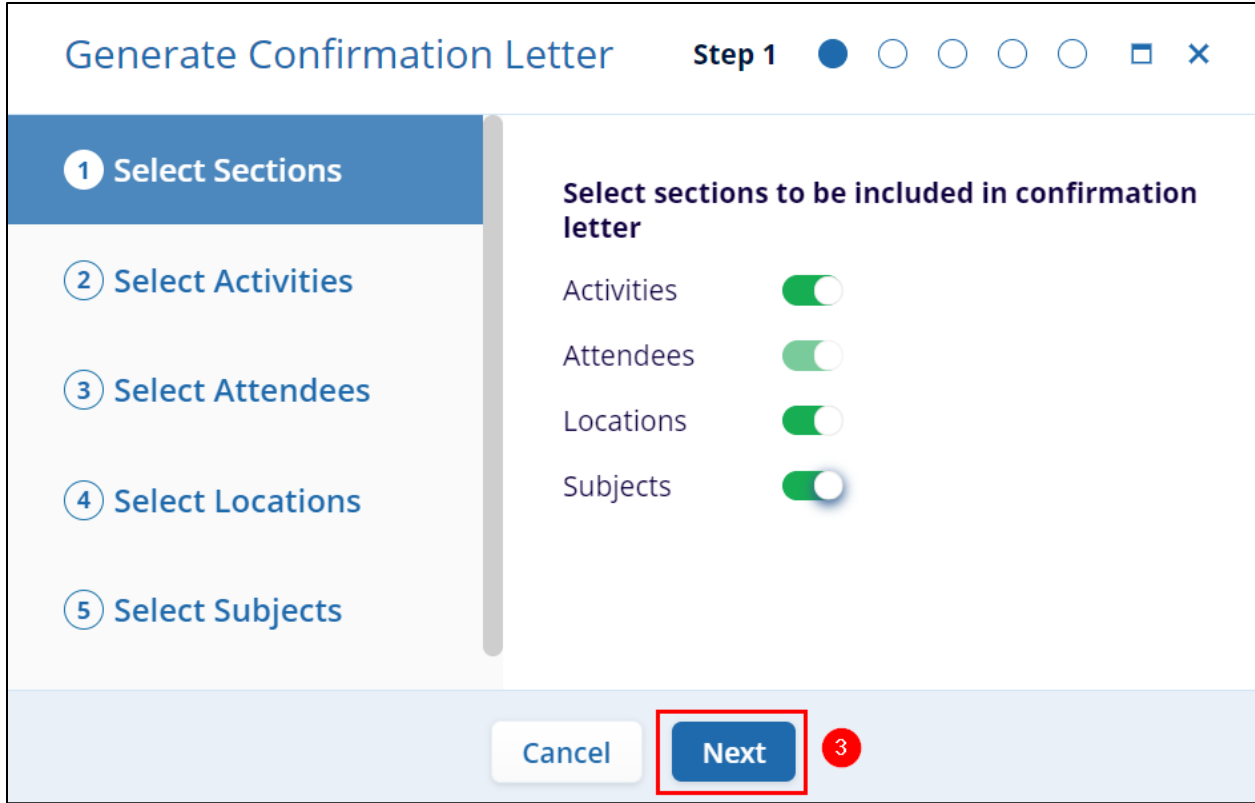 Generate Confirmation Letter Step 1
1 Select Sections
2 Select Activities
3 Select Attendees
4 Select Locations
5 Select Subjects
Select sections to be included in confirmation
letter
Activities
Attendees
Locations
Subjects
Cancel Next 3